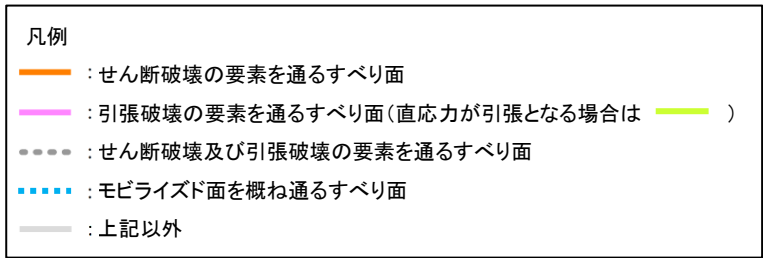 凡例
：せん断破壊の要素を通るすべり面
：引張破壊の要素を通るすべり面（直応力が引張となる場合は　　　）
：せん断破壊及び引張破壊の要素を通るすべり面
：モビライズド面を概ね通るすべり面
：上記以外